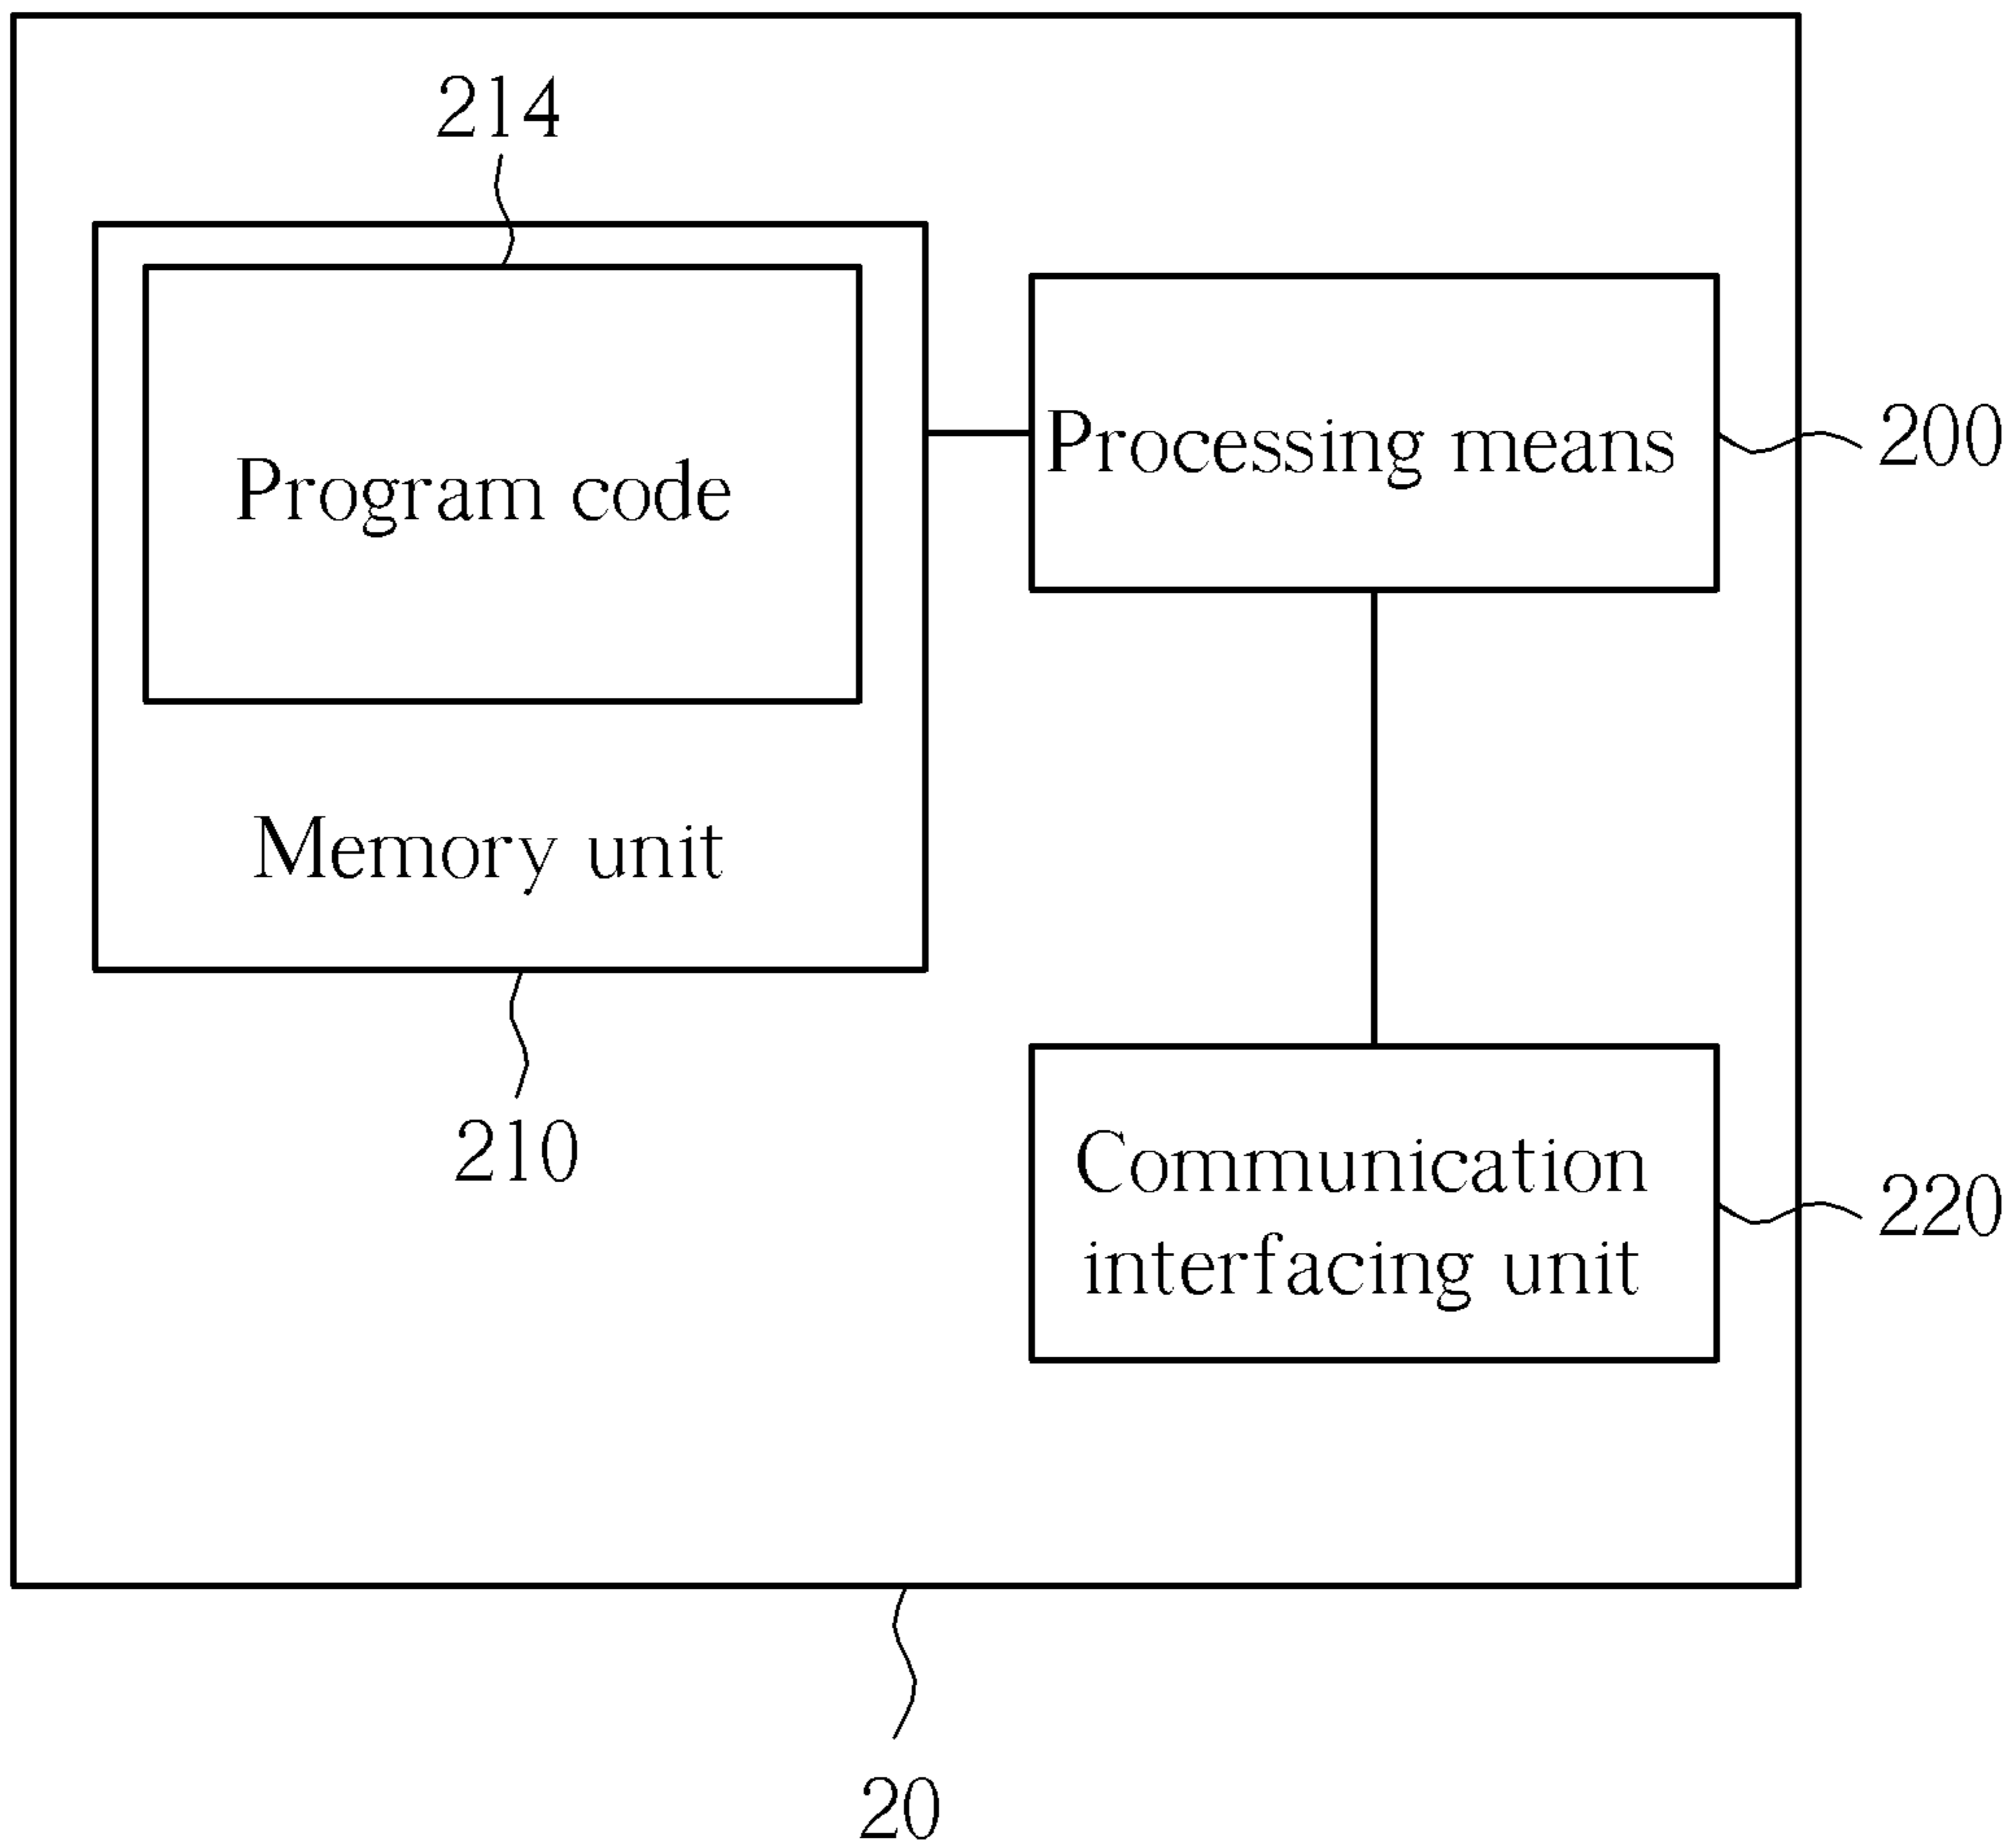 214
Program code
Memory unit
210
Processing means
200
Communication
interfacing unit
220
20